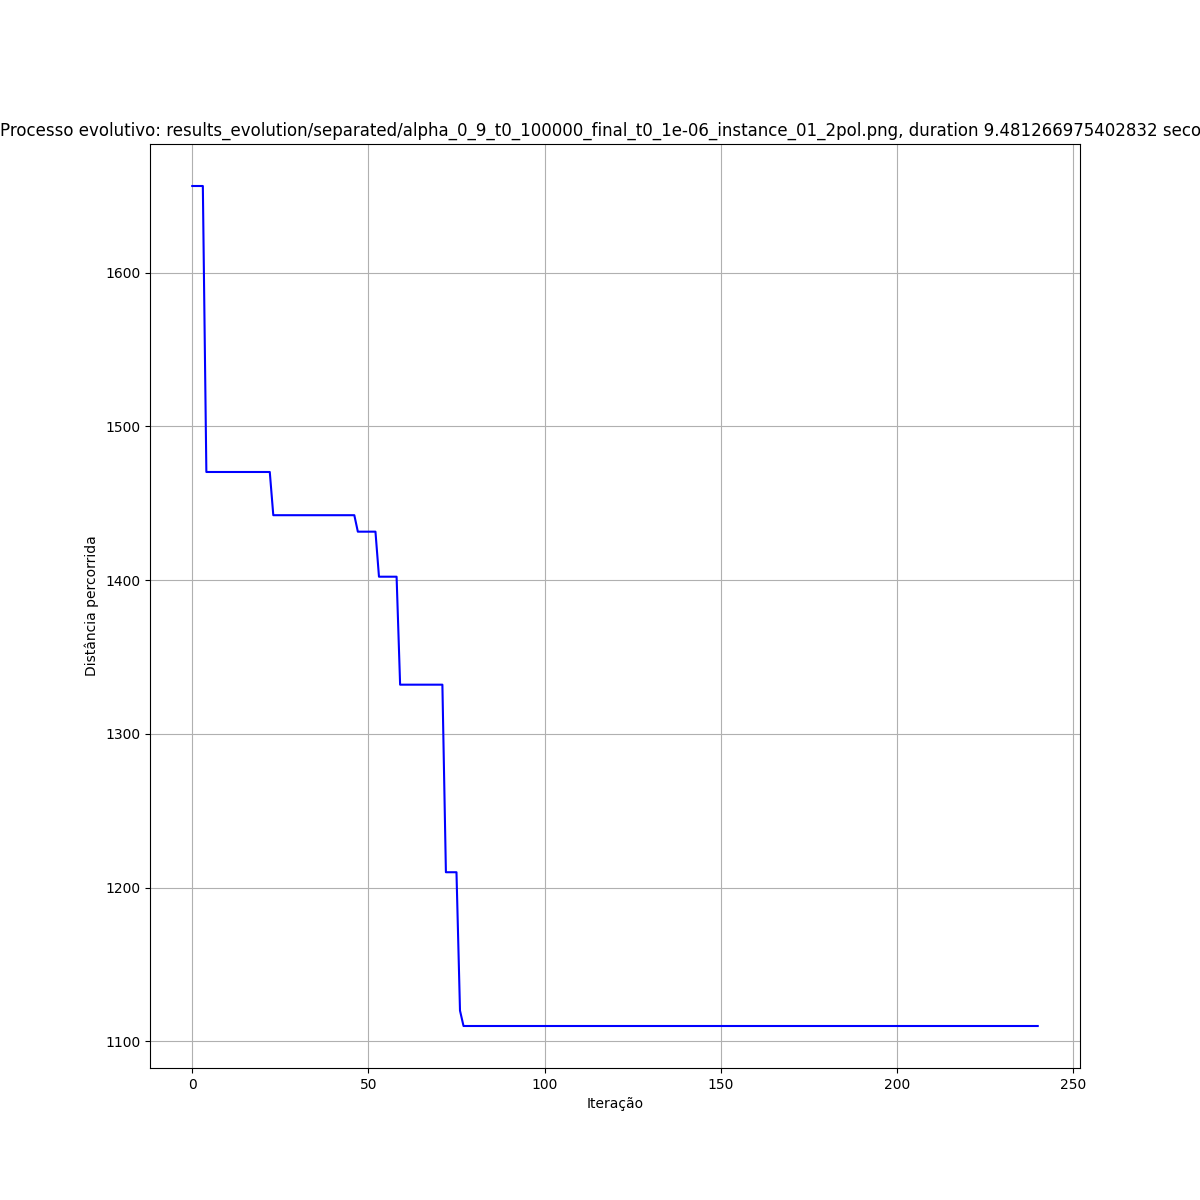 Processo evolutivo: results_evolution/separated/alpha_0_9_t0_100000_final_t0_1e-06_instance_01_2pol.png, duration 9.481266975402832 seco
1600
1500
1400
1300
1200
1100
Distância percorrida
0 50 100 150 200 250
Iteração